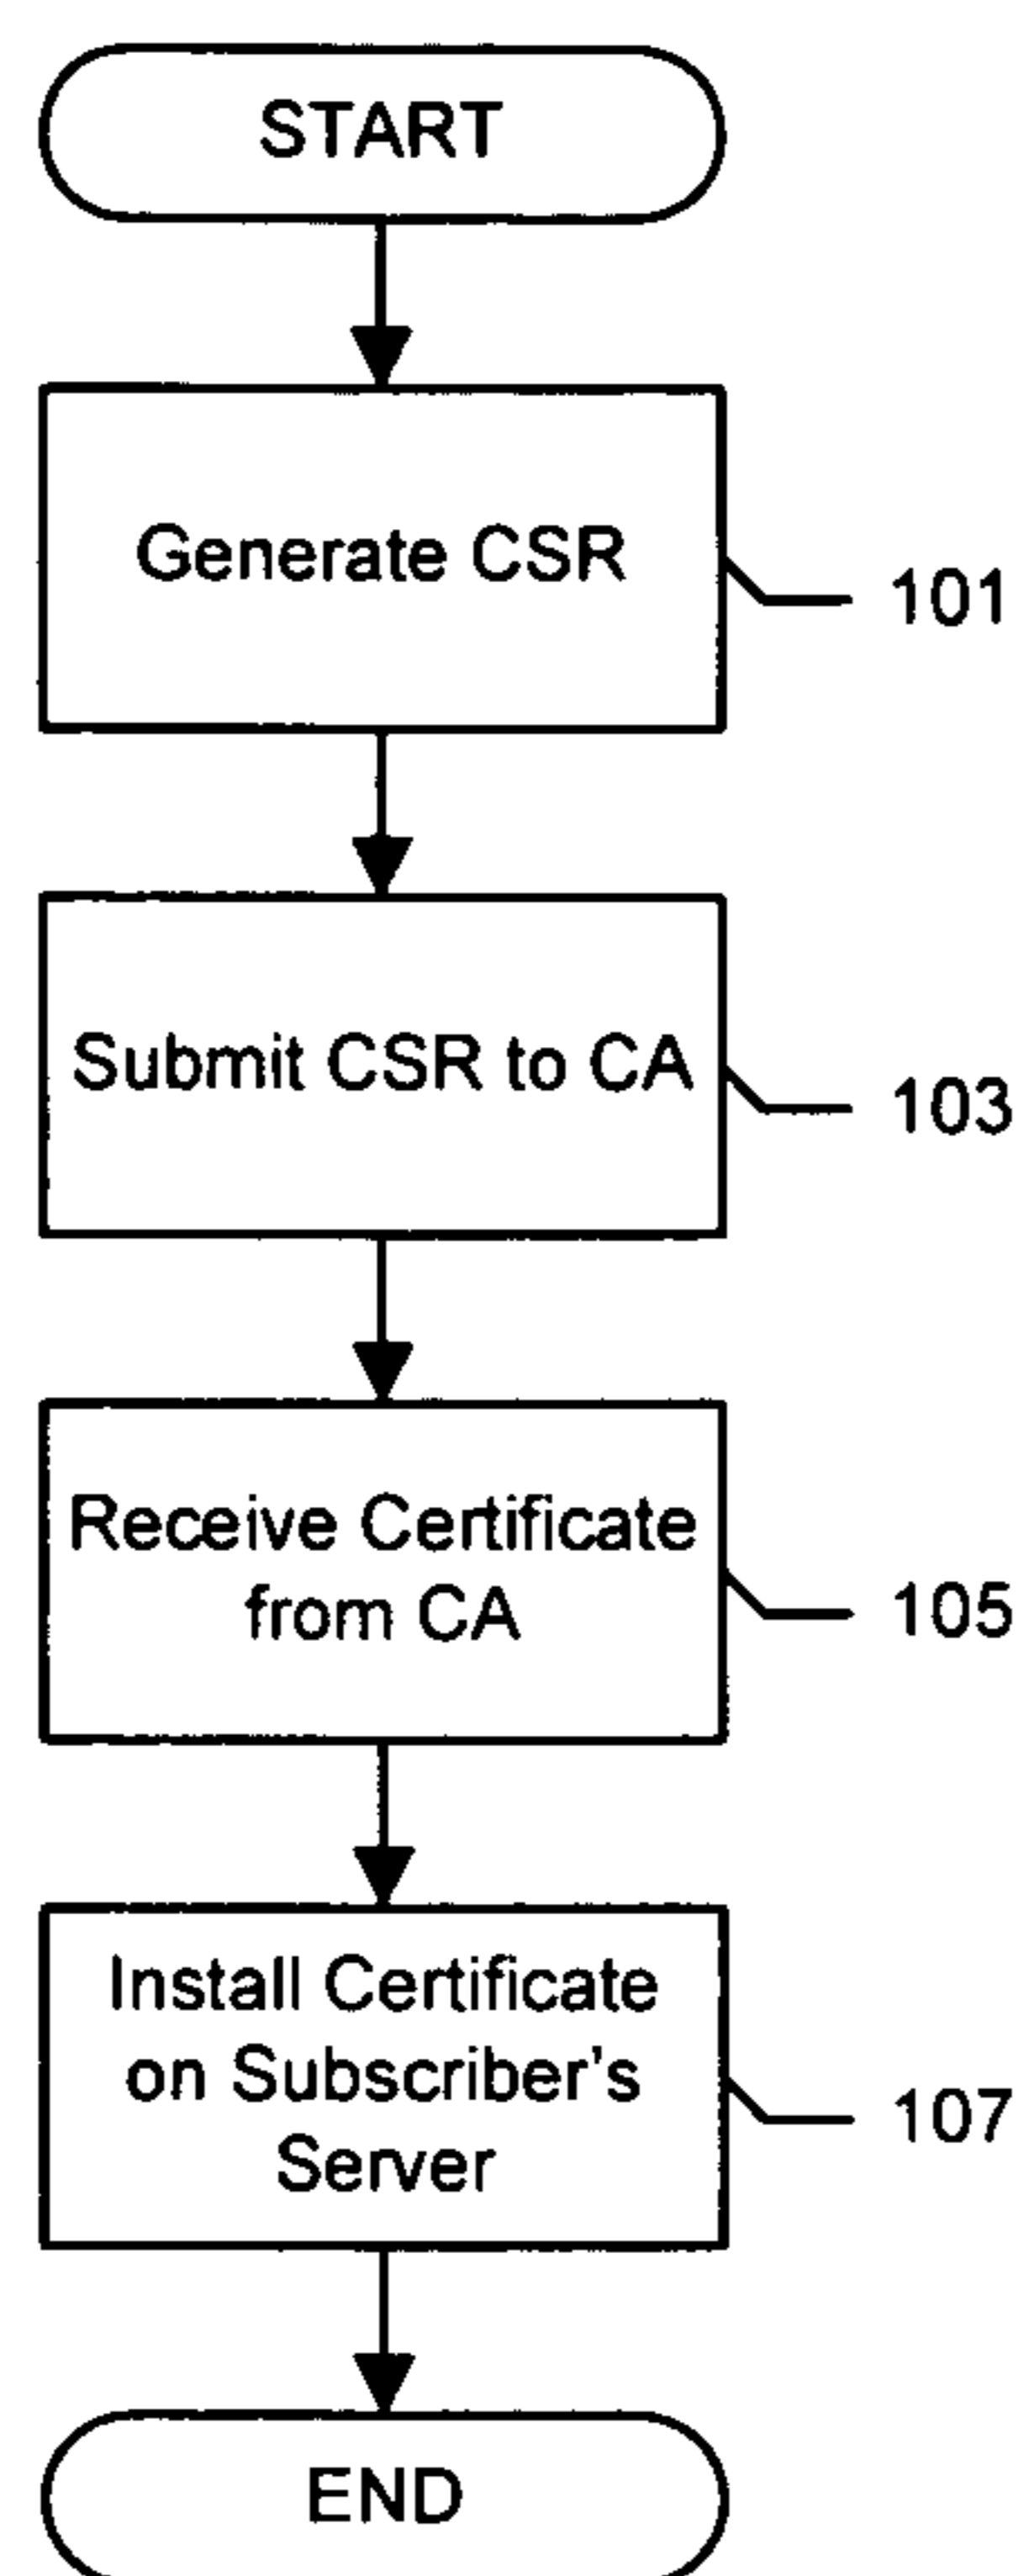 START
Generate CSR
101
Submit CSR to CA
103
Receive Certificate
from CA
105
Install Certificate
on Subscriber's
Server
107
END